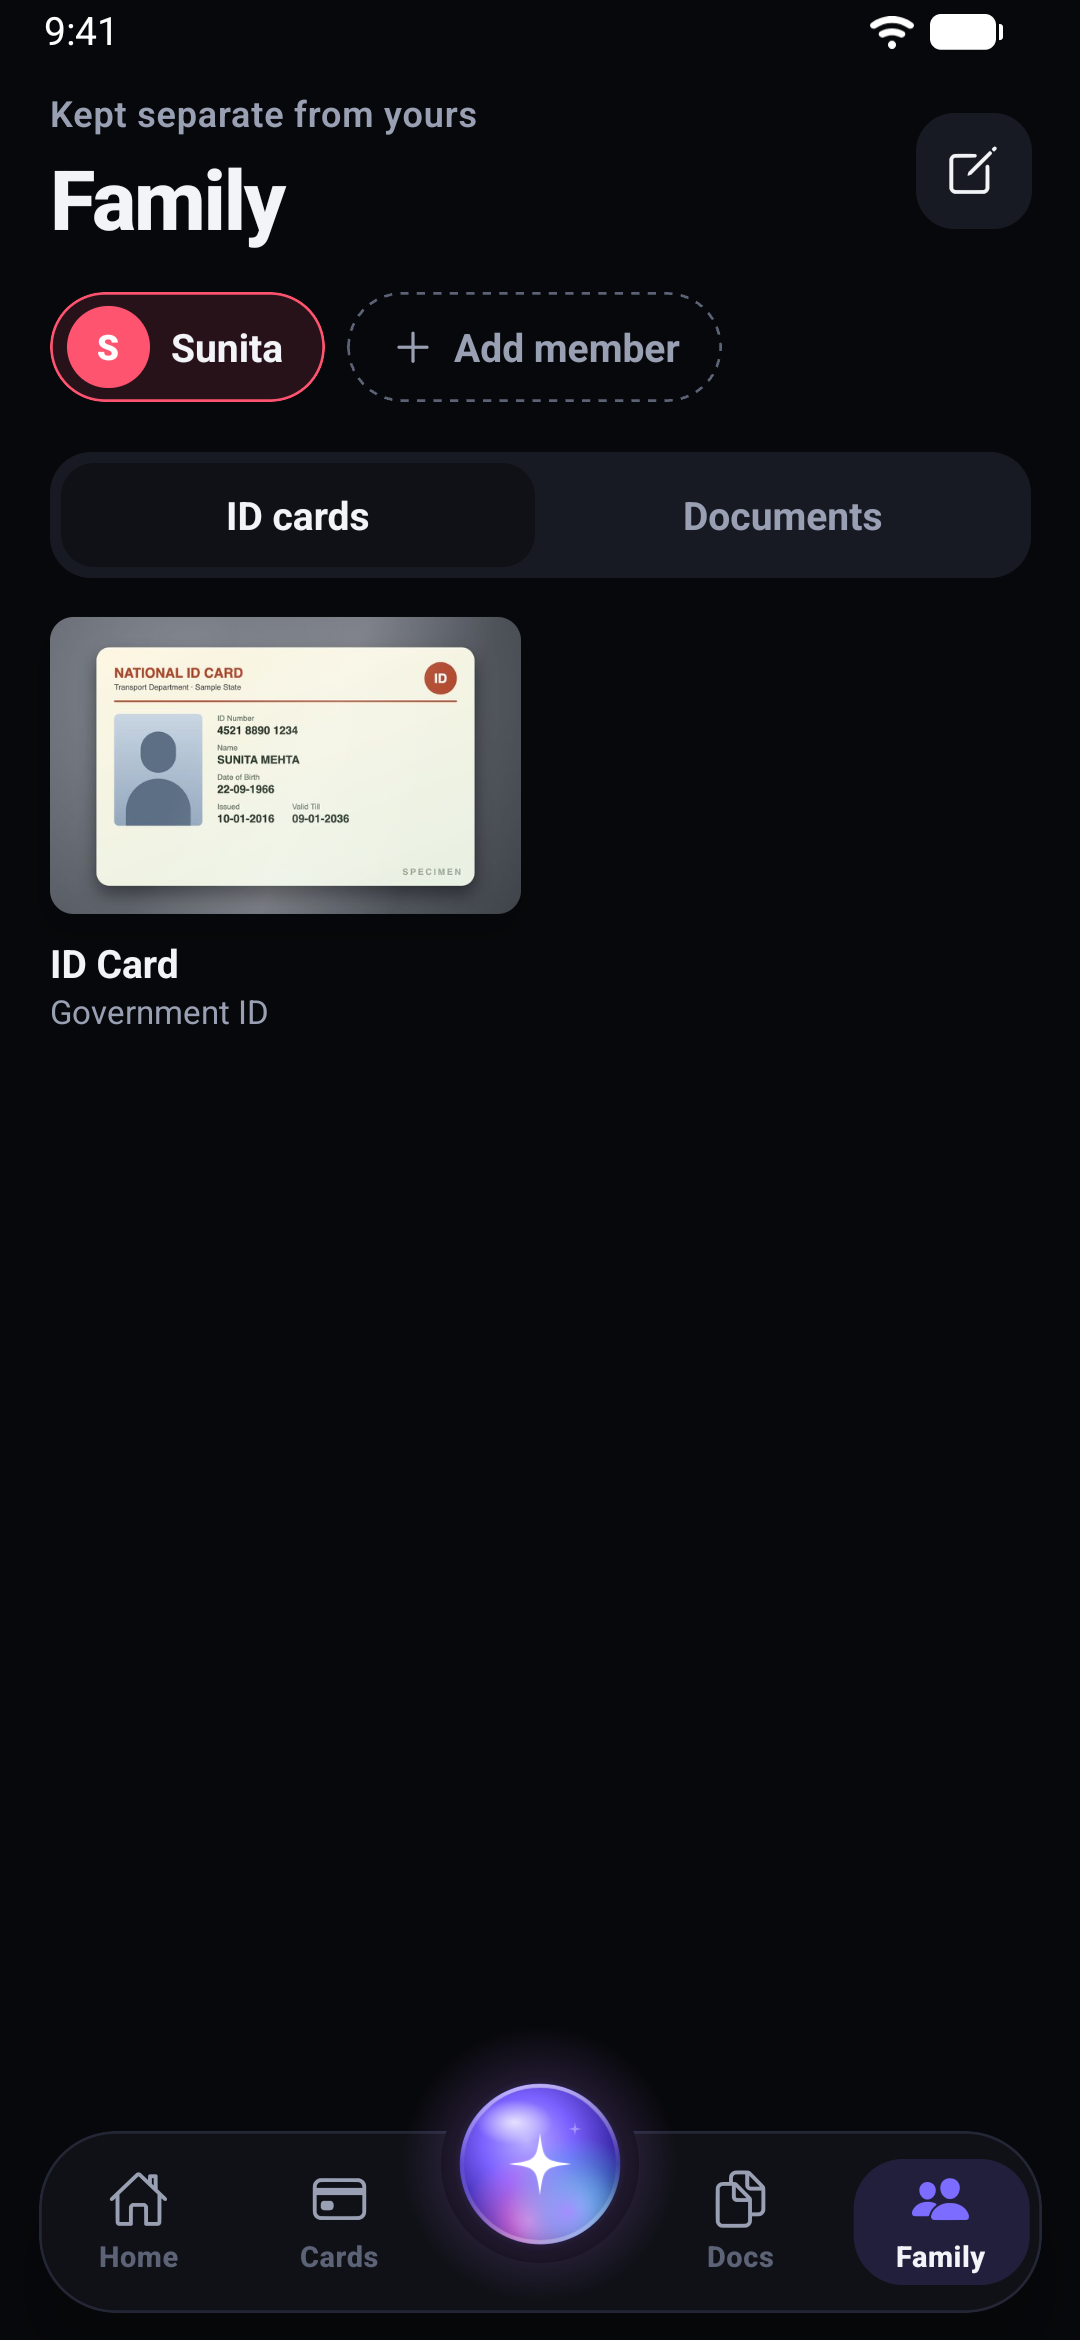 9:41
Kept separate from yours
Family
S Sunita
Add member
ID cards
Documents
NATIONAL ID CARD
Transport Department · Sample State
ID
ID Number
4521 8890 1234
Name
SUNITA MEHTA
Date of Birth
22-09-1966
Issued Valid Till
10-01-2016 09-01-2036
SPECIMEN
ID Card
Government ID
Home
Cards
Docs
Family